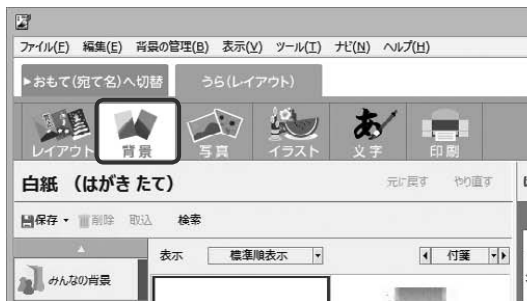 ファイル(F) 編集(E) 背景の管理(B) 表示(V) ツール(T) ナビ(N) ヘルプ(H)
▶おもて(宛て名)へ切替 うら(レイアウト)
レイアウト 背景 写真 イラスト 文字 印刷
あ
白紙 (はがき たて) 元に戻す やり直す
保存 削除 取込 検索
表示 標準順表示 付箋
みんなの背景